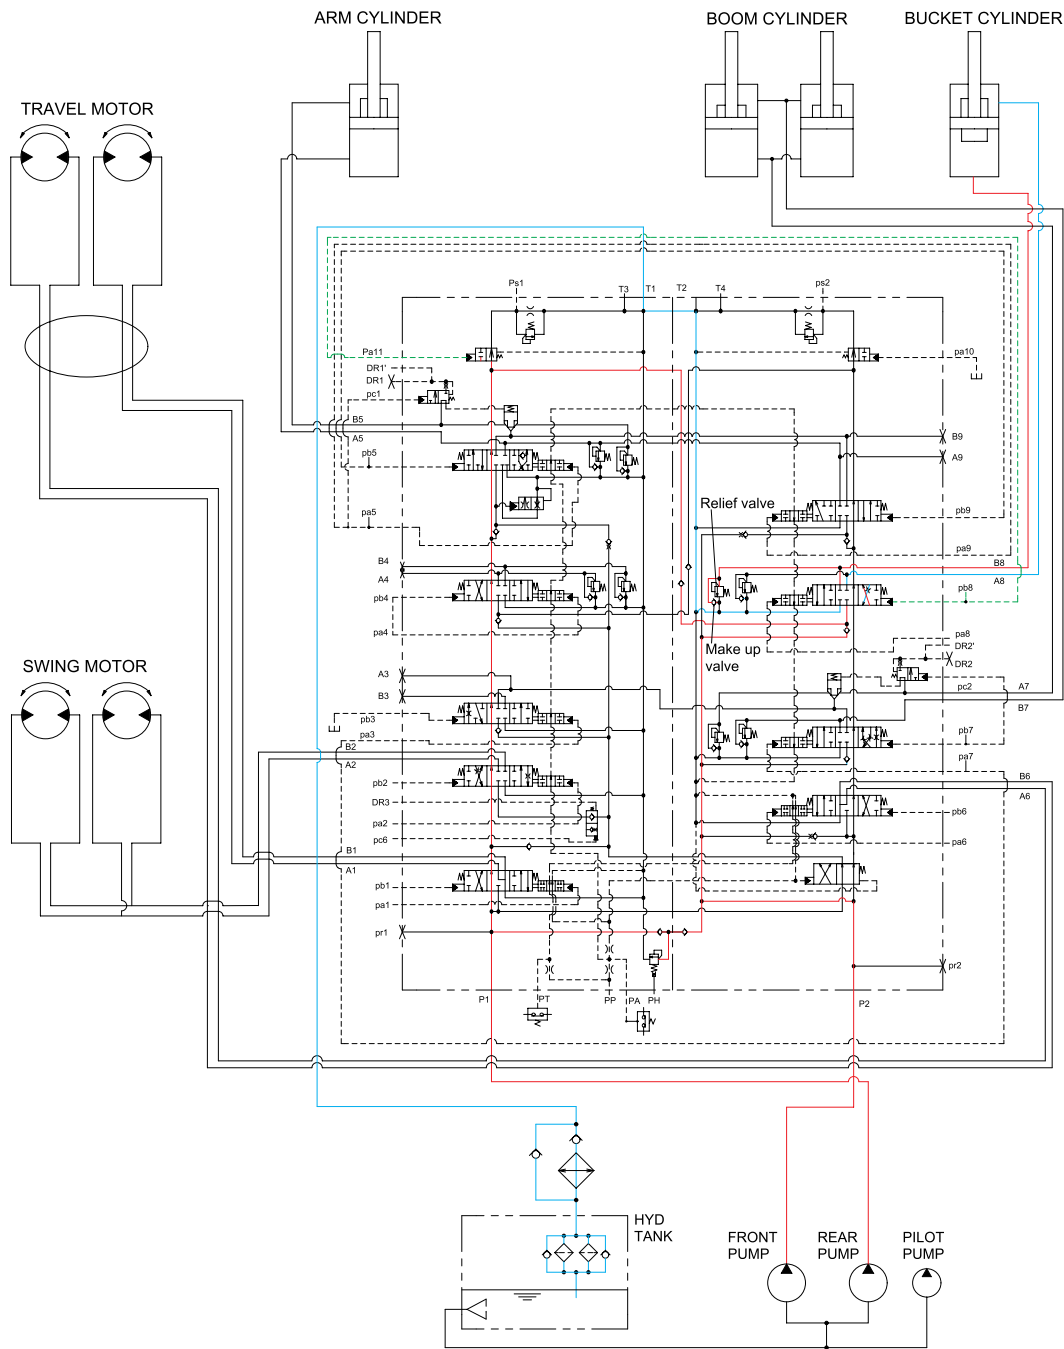 ARM CYLINDER
BOOM CYLINDER
BUCKET CYLINDER
TRAVEL MOTOR
Ps1
T3
T1
T2
T4
ps2
Pa11
pa10
DR1'
DR1
pc1
B5
A5
B9
A9
pb5
Relief valve
pb9
pa5
pa9
B4
A4
B8
A8
pb4
pb8
pa4
Make up
valve
pa8
DR2'
DR2
SWING MOTOR
A3
B3
pc2
A7
B7
pb3
pa3
pb7
pa7
B2
A2
pb2
B6
A6
DR3
pa2
pc6
pb6
pa6
B1
A1
pb1
pa1
pr1
pr2
P1
PT
PP
PA
PH
P2
HYD
TANK
FRONT
PUMP
REAR
PUMP
PILOT
PUMP